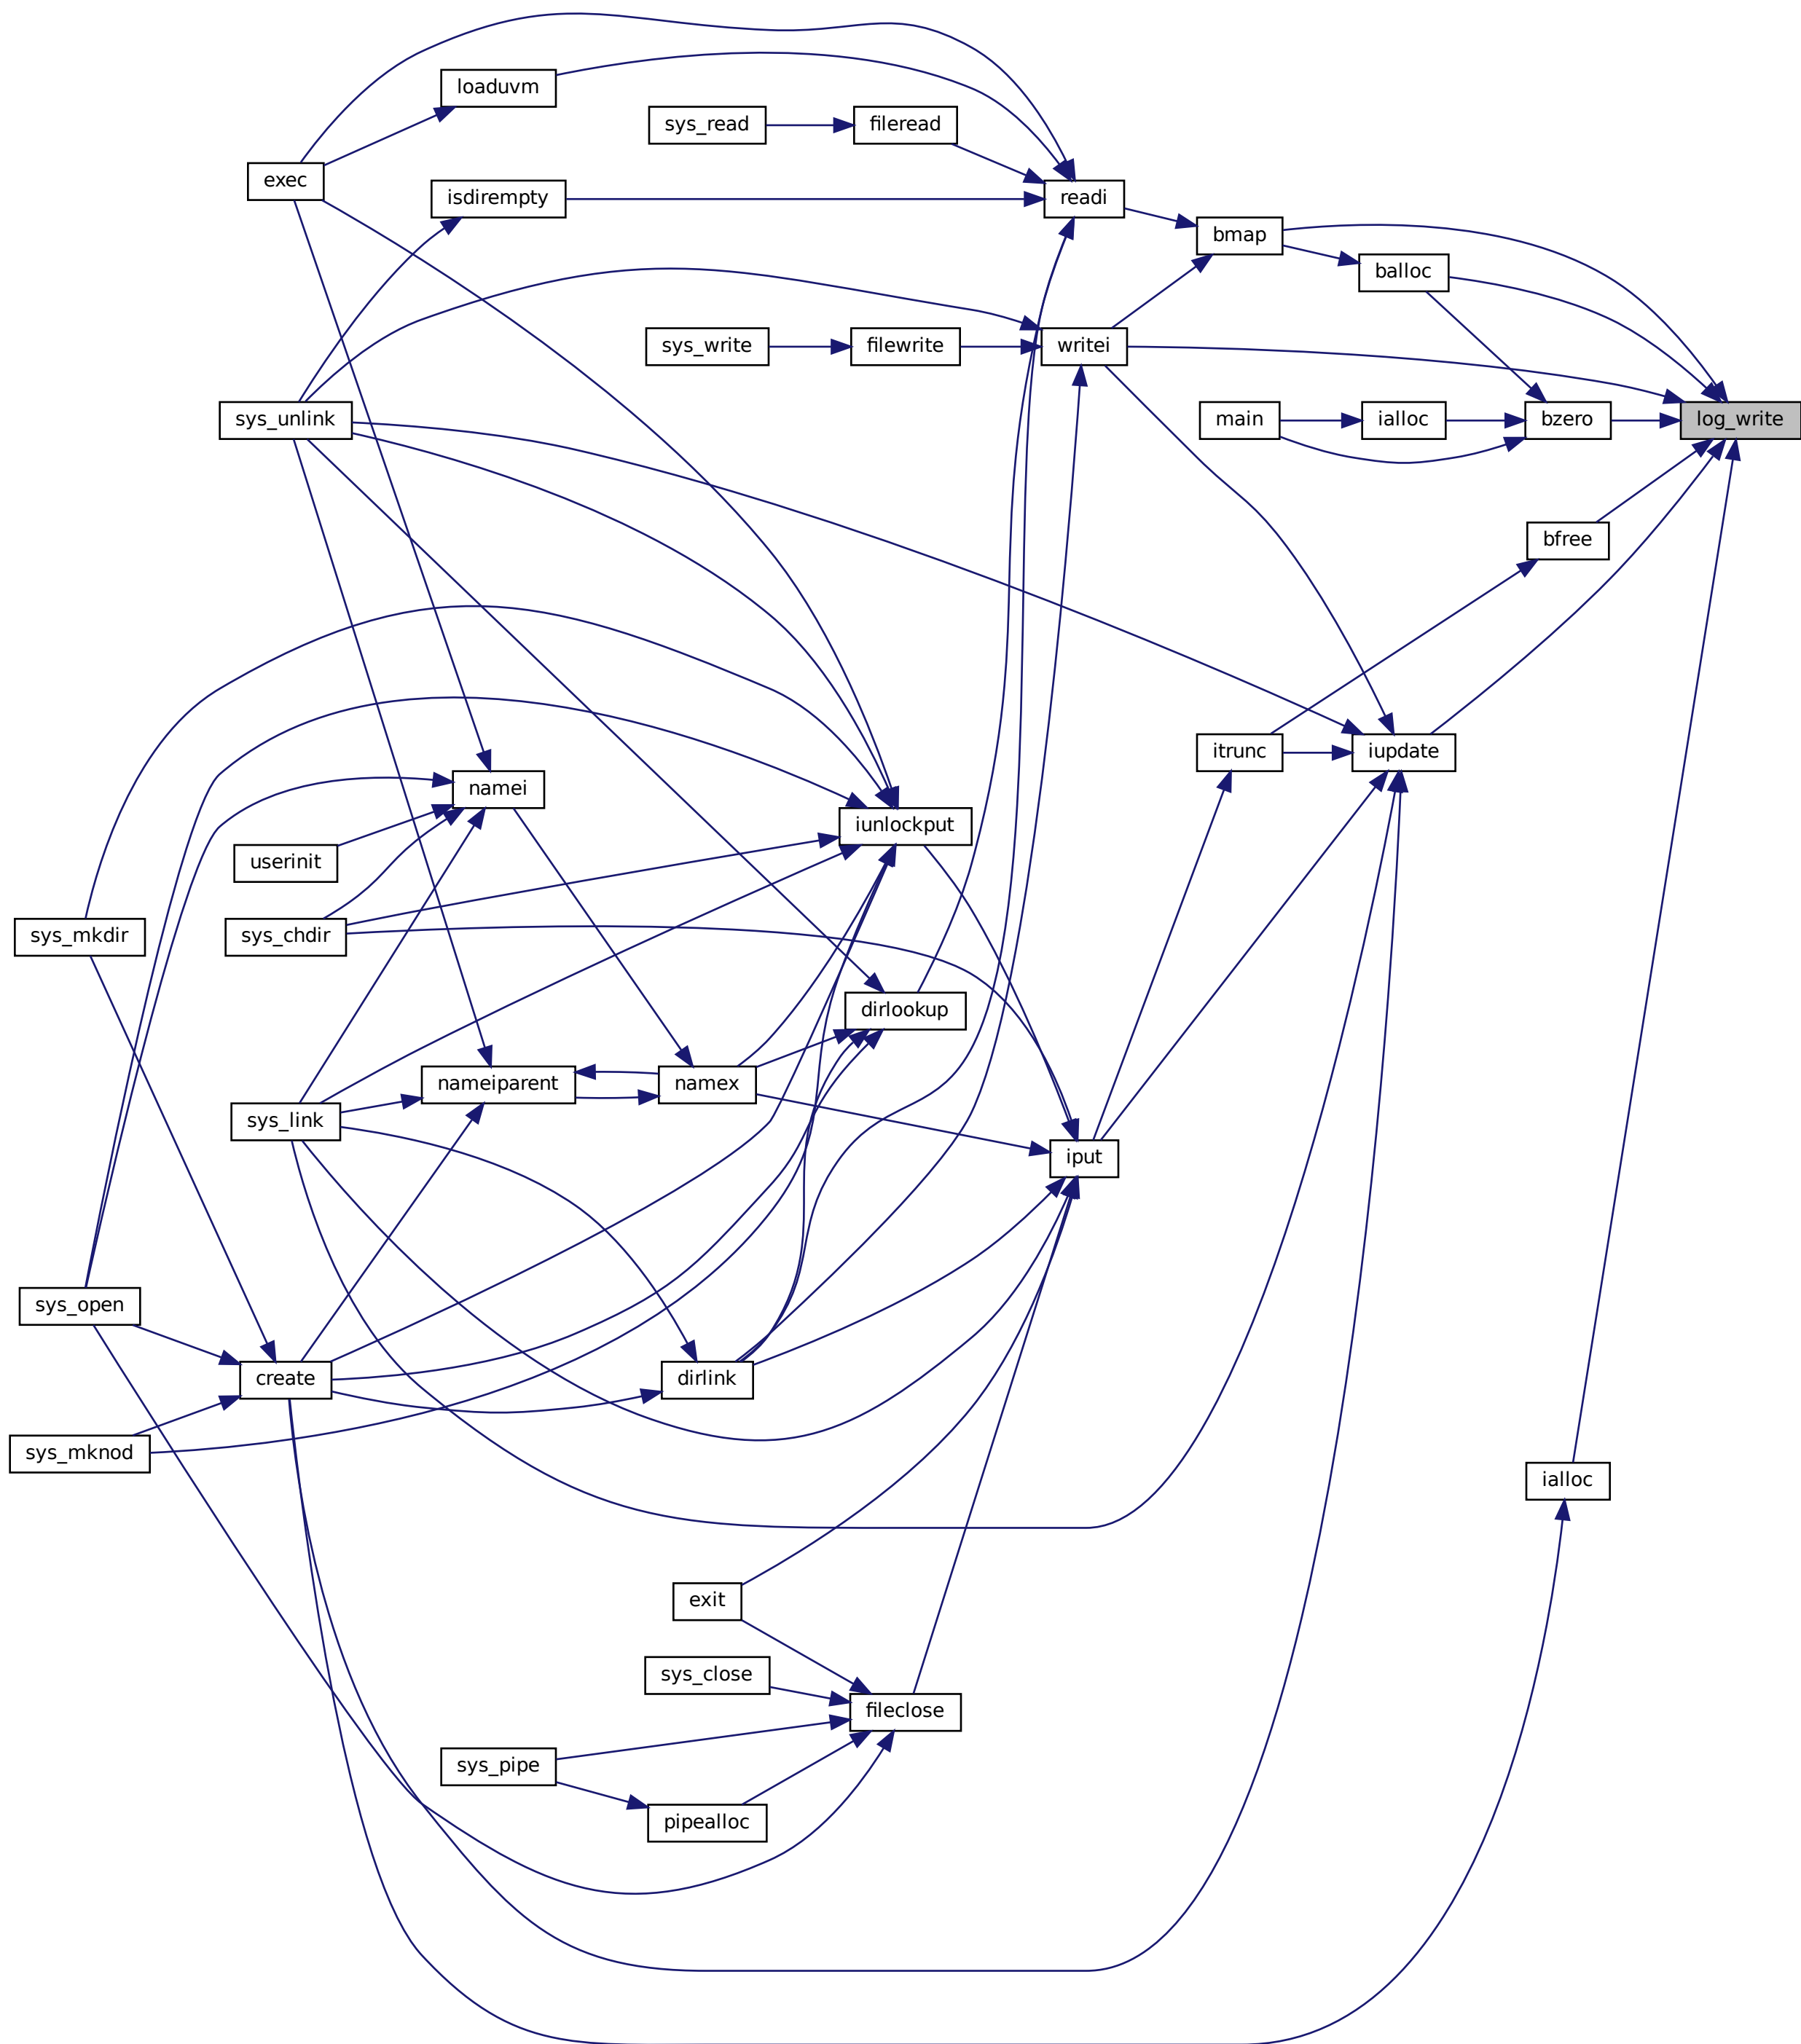 loaduvm
sys_read
fileread
exec
isdirempty
readi
bmap
balloc
sys_write
filewrite
writei
sys_unlink
main
ialloc
bzero
log_write
bfree
itrunc
iupdate
namei
iunlockput
userinit
sys_mkdir
sys_chdir
dirlookup
nameiparent
namex
sys_link
iput
sys_open
create
dirlink
sys_mknod
ialloc
exit
sys_close
fileclose
sys_pipe
pipealloc